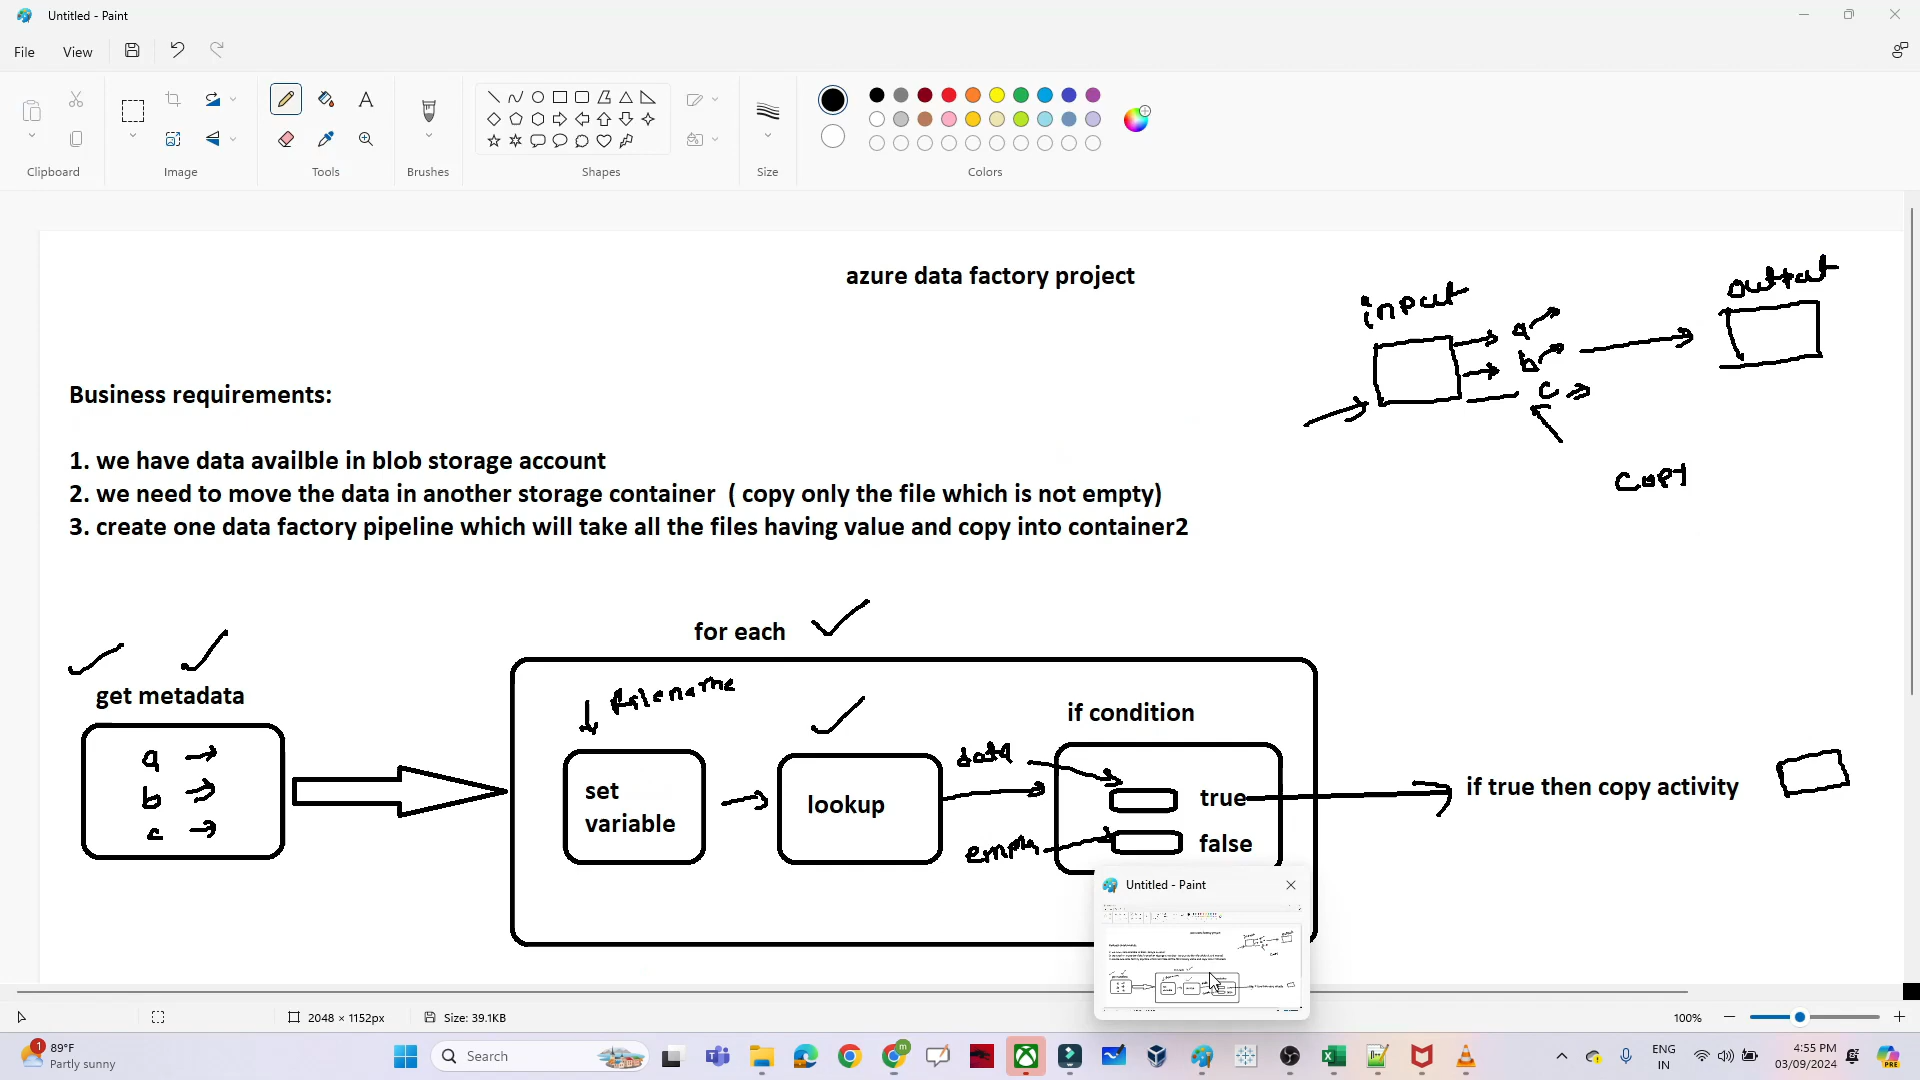 Untitled - Paint
File
View
Clipboard
Image
Tools
Brushes
Shapes
Size
Colors
azure data factory project
input
output
a
b
c
copy
Business requirements:
1. we have data availble in blob storage account
2. we need to move the data in another storage container ( copy only the file which is not empty)
3. create one data factory pipeline which will take all the files having value and copy into container2
for each
get metadata
a
b
c
filename
set
variable
lookup
data
empty
if condition
true
false
if true then copy activity
Untitled - Paint
2048 × 1152px
Size: 39.1KB
100%
1
89°F
Partly sunny
Search
m
ENG
IN
4:55 PM
03/09/2024
PRE